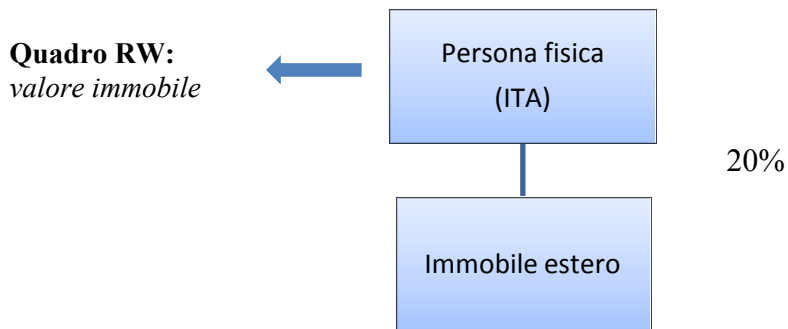 Quadro RW:
valore immobile
Persona fisica
(ITA)
20%
Immobile estero